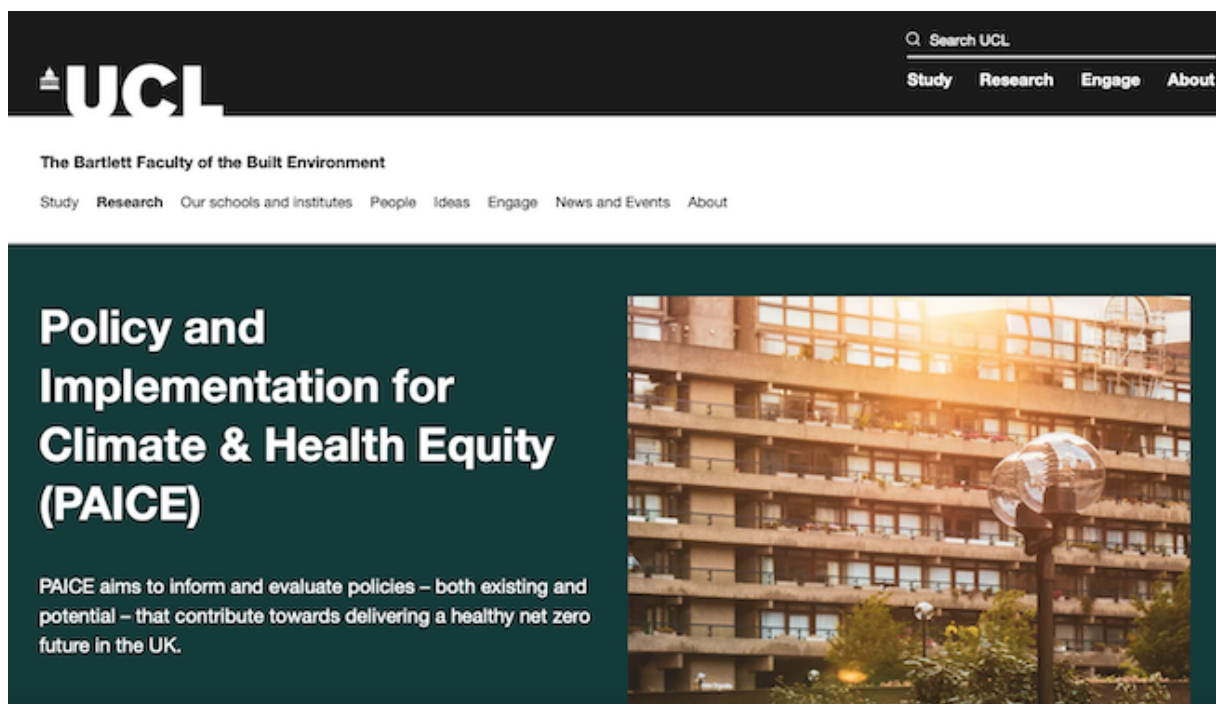 Search UCL
UCL
Study Research Engage About
The Bartlett Faculty of the Built Environment
Study Research Our schools and institutes People Ideas Engage News and Events About
Policy and
Implementation for
Climate & Health Equity
(PAICE)
PAICE aims to inform and evaluate policies – both existing and
potential – that contribute towards delivering a healthy net zero
future in the UK.